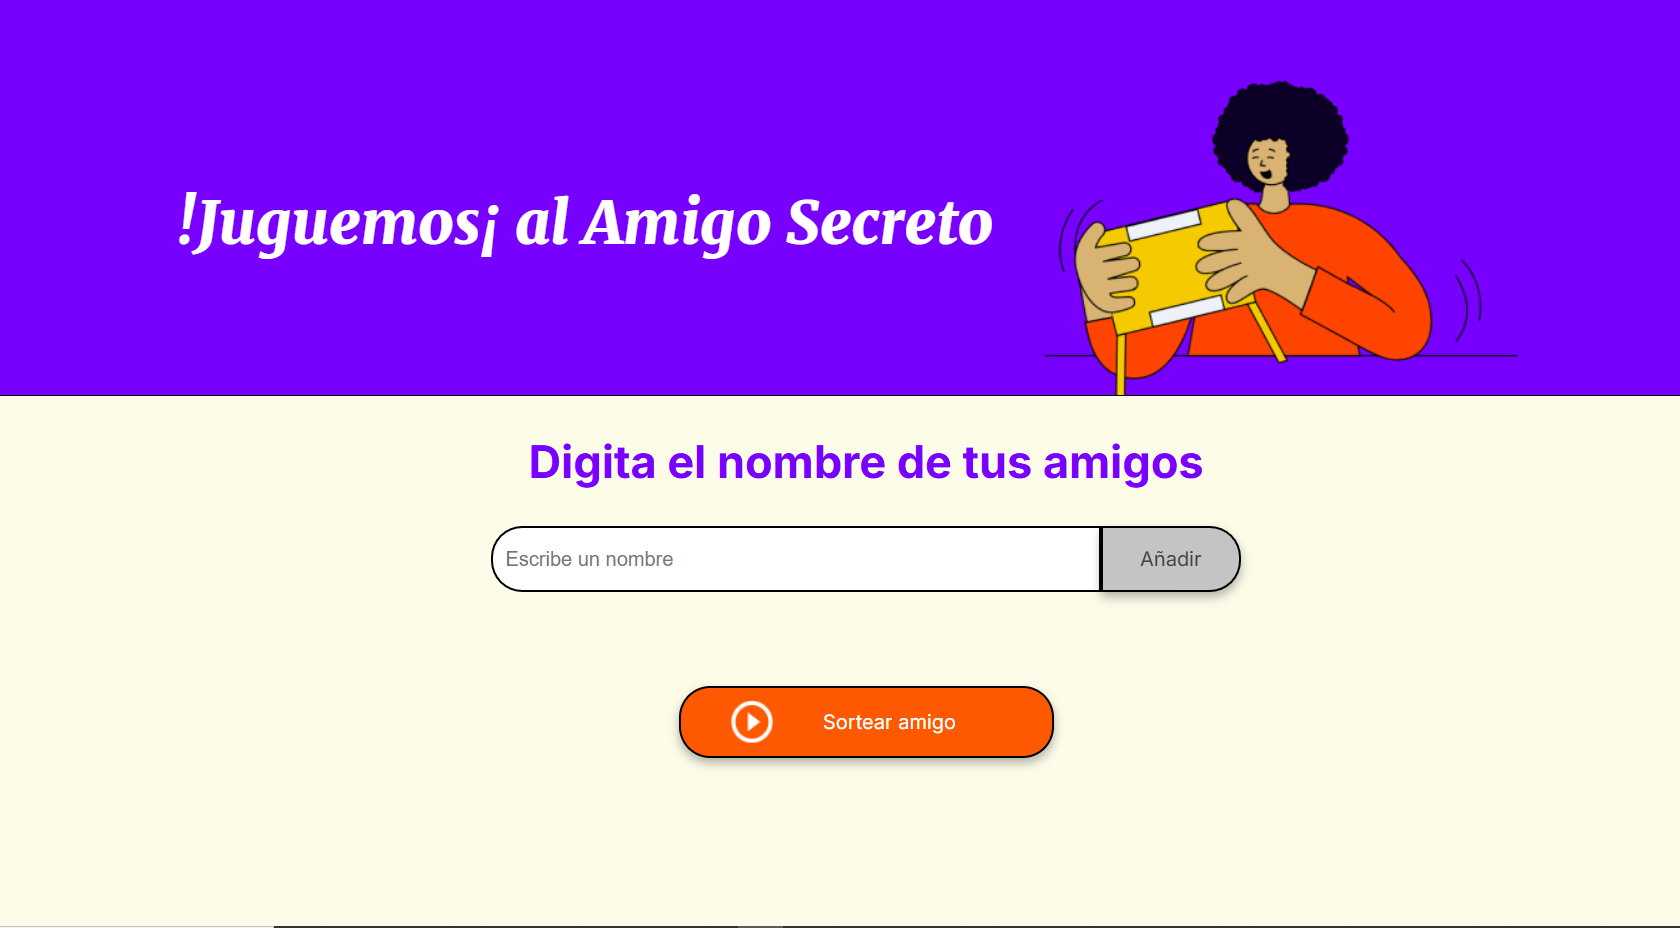 !Juguemos¡ al Amigo Secreto
Digita el nombre de tus amigos
Escribe un nombre
Añadir
Sortear amigo